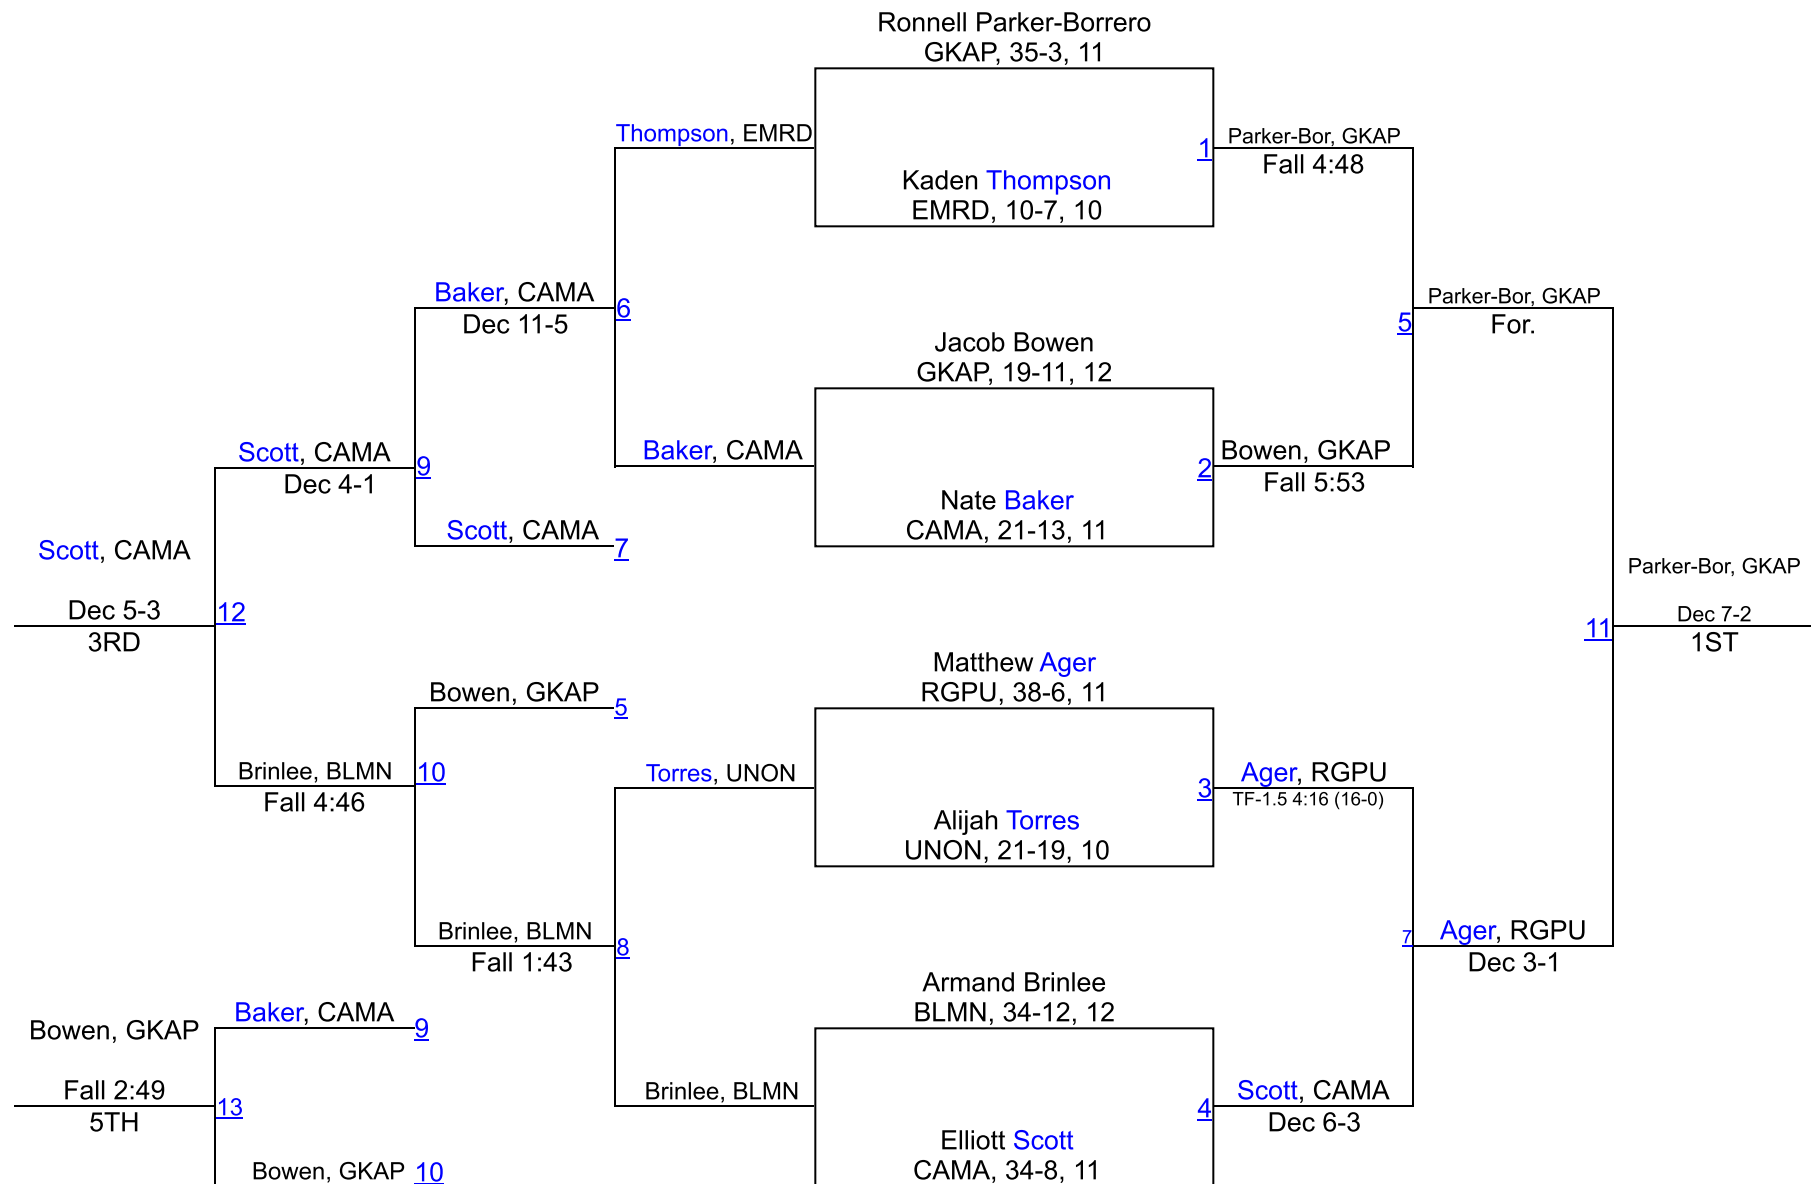 Ronnell Parker-Borrero
GKAP, 35-3, 11
Thompson, EMRD
1
Parker-Bor, GKAP
Fall 4:48
Kaden Thompson
EMRD, 10-7, 10
Baker, CAMA
Dec 11-5
6
Parker-Bor, GKAP
For.
5
Jacob Bowen
GKAP, 19-11, 12
Scott, CAMA
Dec 4-1
9
Baker, CAMA
2
Bowen, GKAP
Fall 5:53
Nate Baker
CAMA, 21-13, 11
Scott, CAMA
7
Scott, CAMA
Dec 5-3
3RD
12
Parker-Bor, GKAP
Dec 7-2
1ST
11
Matthew Ager
RGPU, 38-6, 11
Bowen, GKAP
5
Brinlee, BLMN
Fall 4:46
10
Torres, UNON
3
Ager, RGPU
TF-1.5 4:16 (16-0)
Alijah Torres
UNON, 21-19, 10
Brinlee, BLMN
Fall 1:43
8
7
Ager, RGPU
Dec 3-1
Armand Brinlee
BLMN, 34-12, 12
Baker, CAMA
9
Bowen, GKAP
Fall 2:49
5TH
13
Brinlee, BLMN
4
Scott, CAMA
Dec 6-3
Elliott Scott
CAMA, 34-8, 11
Bowen, GKAP
10